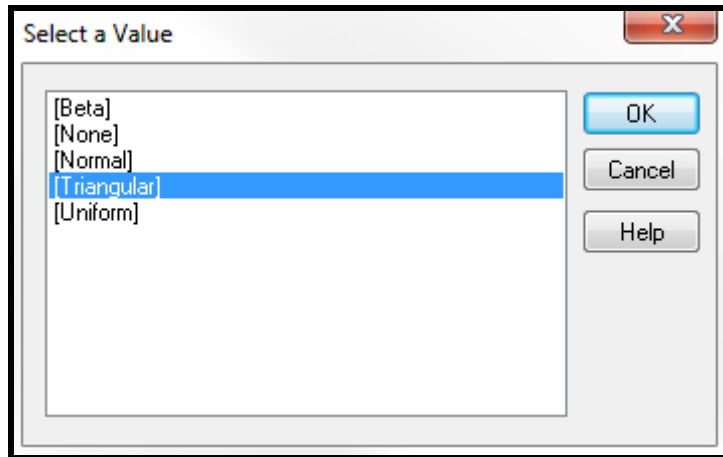 Select a Value
[Beta]
[None]
[Normal]
[Triangular]
[Uniform]
OK
Cancel
Help